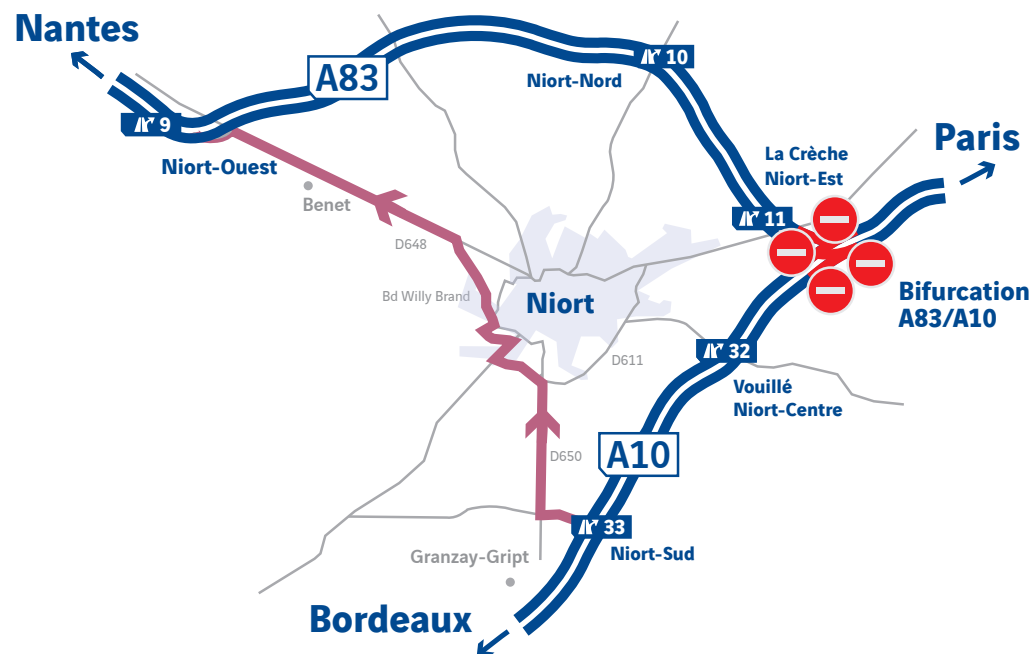 Nantes
A83
10
Niort-Nord
9
Niort-Ouest
La Crèche
Niort-Est
Paris
Benet
11
D648
Bifurcation
A83/A10
Bd Willy Brand
Niort
D611
32
Vouillé
Niort-Centre
A10
D650
33
Niort-Sud
Granzay-Gript
Bordeaux